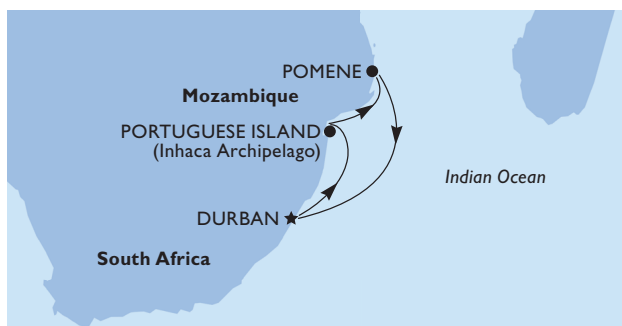 POMENE
Mozambique
PORTUGUESE ISLAND
(Inhaca Archipelago)
Indian Ocean
DURBAN
South Africa